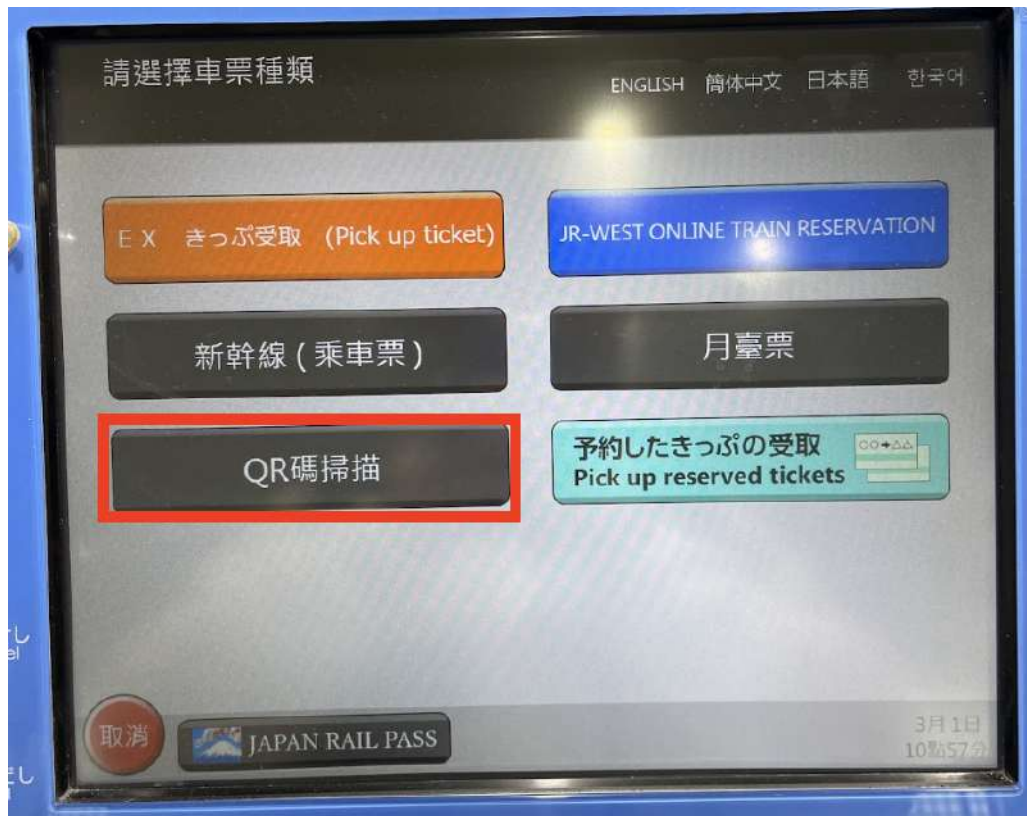 請選擇車票種類
ENGLISH 簡体中文 日本語 한국어
EX きっぷ受取 (Pick up ticket)
JR-WEST ONLINE TRAIN RESERVATION
新幹線 ( 乘車票 )
月臺票
QR碼掃描
予約したきっぷの受取
Pick up reserved tickets
取消
JAPAN RAIL PASS
3月 1日
10點57分